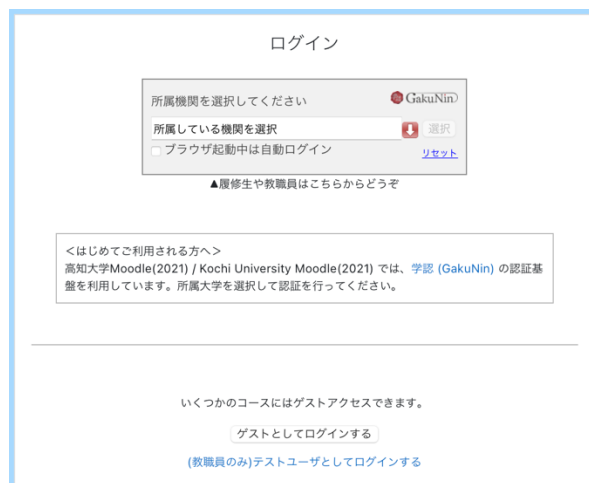 ログイン
所属機関を選択してください
GakuNin
所属している機関を選択
選択
ブラウザ起動中は自動ログイン
リセット
▲履修生や教職員はこちらからどうぞ
＜はじめてご利用される方へ＞
高知大学Moodle(2021) / Kochi University Moodle(2021) では、学認 (GakuNin) の認証基
盤を利用しています。所属大学を選択して認証を行ってください。
いくつかのコースにはゲストアクセスできます。
ゲストとしてログインする
(教職員のみ)テストユーザとしてログインする